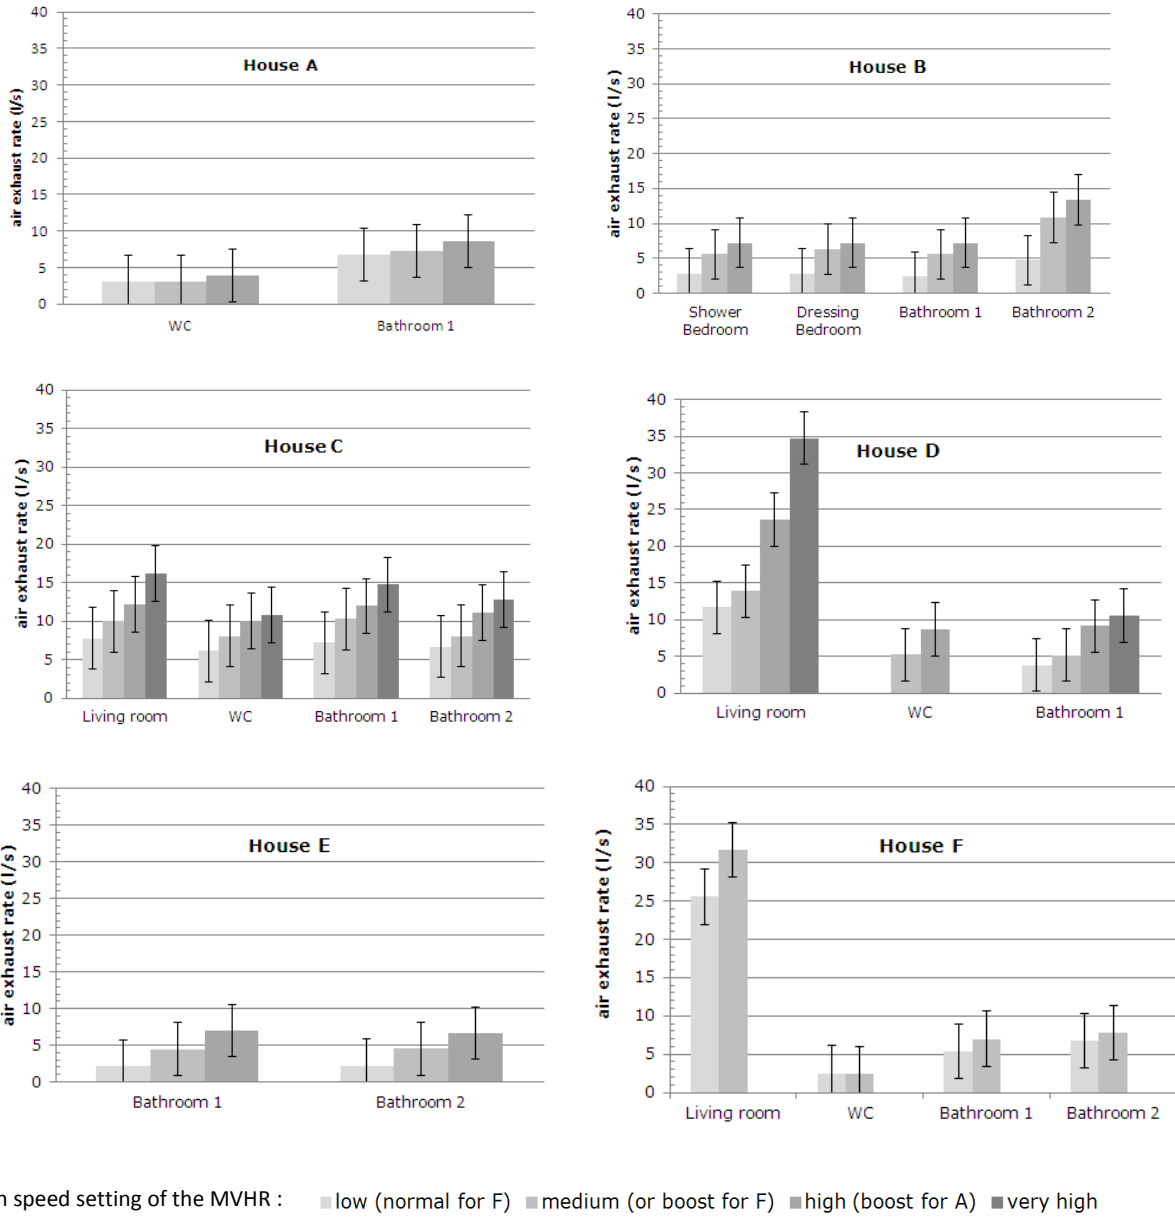 House A
air exhaust rate (l/s)
40
35
30
25
20
15
10
5
0
WC Bathroom 1
House B
air exhaust rate (l/s)
40
35
30
25
20
15
10
5
0
Shower Bedroom Dressing Bedroom Bathroom 1 Bathroom 2
House C
air exhaust rate (l/s)
40
35
30
25
20
15
10
5
0
Living room WC Bathroom 1 Bathroom 2
House D
air exhaust rate (l/s)
40
35
30
25
20
15
10
5
0
Living room WC Bathroom 1
House E
air exhaust rate (l/s)
40
35
30
25
20
15
10
5
0
Bathroom 1 Bathroom 2
House F
air exhaust rate (l/s)
40
35
30
25
20
15
10
5
0
Living room WC Bathroom 1 Bathroom 2
n speed setting of the MVHR : low (normal for F) medium (or boost for F) high (boost for A) very high